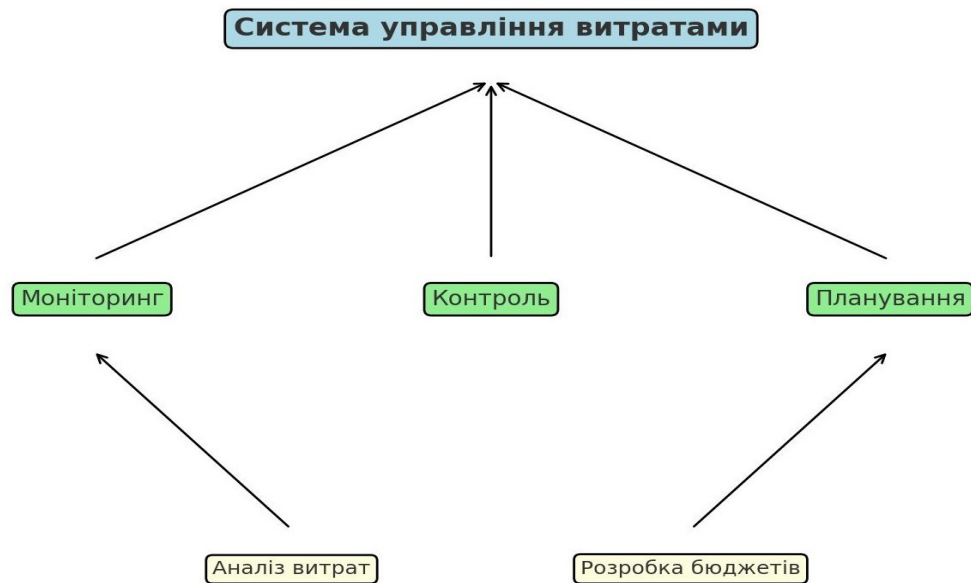 Система управління витратами
Моніторинг
Контроль
Планування
Аналіз витрат
Розробка бюджетів